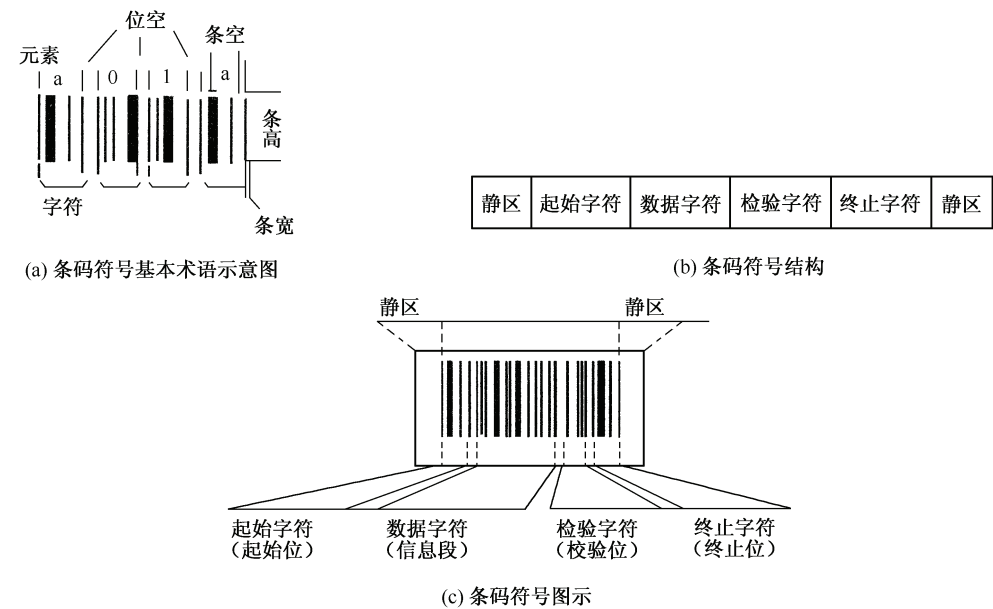 位空
条空
元素
a
0
1
a
条
高
字符
条宽
(a) 条码符号基本术语示意图
静区 起始字符 数据字符 检验字符 终止字符 静区
(b) 条码符号结构
静区 静区
起始字符 数据字符 检验字符 终止字符
(起始位) (信息段) (校验位) (终止位)
(c) 条码符号图示